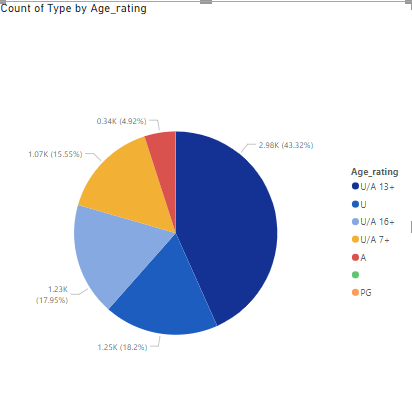 Count of Type by Age_rating
0.34K (4.92%)
2.98K (43.32%)
1.07K (15.55%)
Age_rating
U/A 13+
U
U/A 16+
U/A 7+
A
PG
1.23K
(17.95%)
1.25K (18.2%)